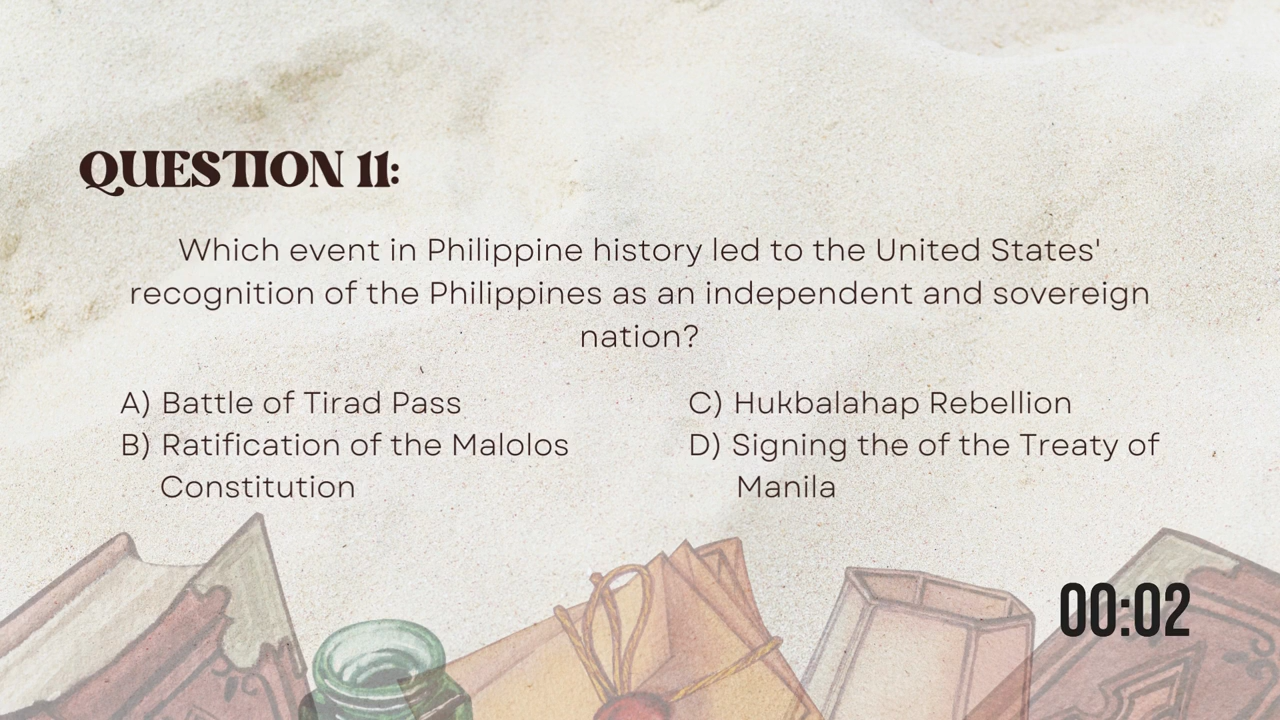 QUESTION 11:
Which event in Philippine history led to the United States'
recognition of the Philippines as an independent and sovereign
nation?
A) Battle of Tirad Pass
B) Ratification of the Malolos
Constitution
C) Hukbalahap Rebellion
D) Signing the of the Treaty of
Manila
00:02